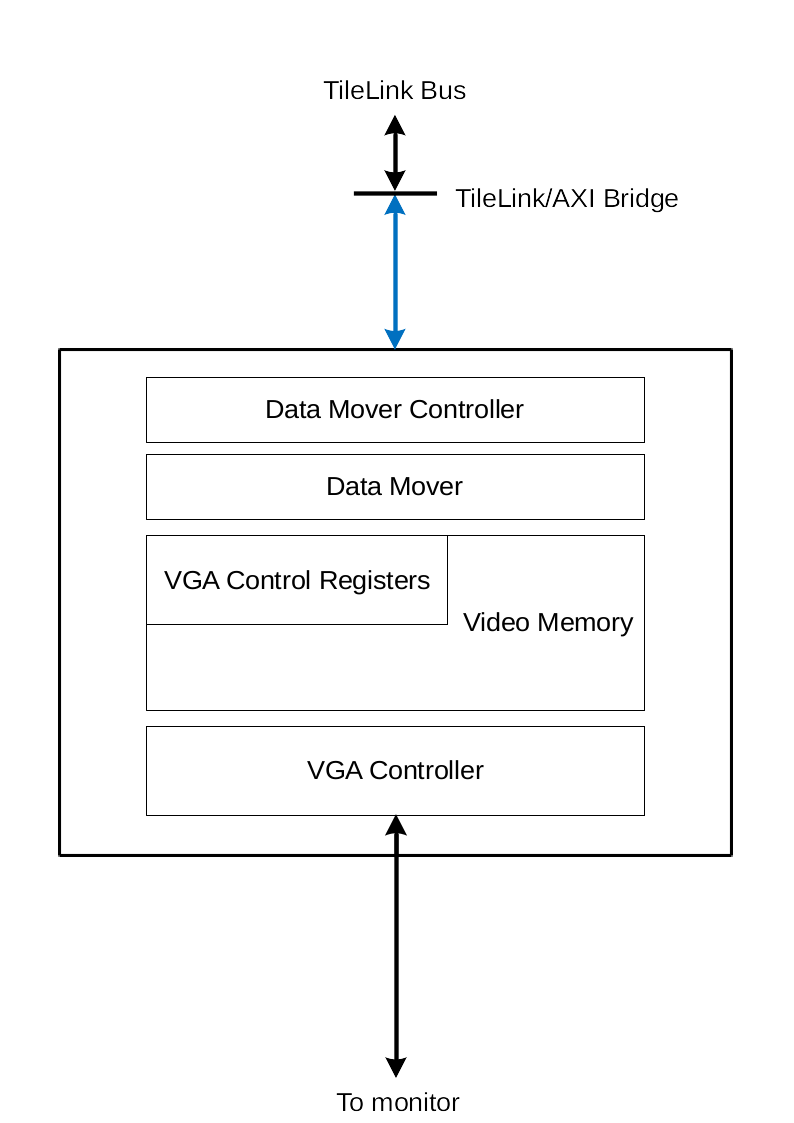 TileLink Bus
TileLink/AXI Bridge
Data Mover Controller
Data Mover
VGA Control Registers
Video Memory
VGA Controller
To monitor